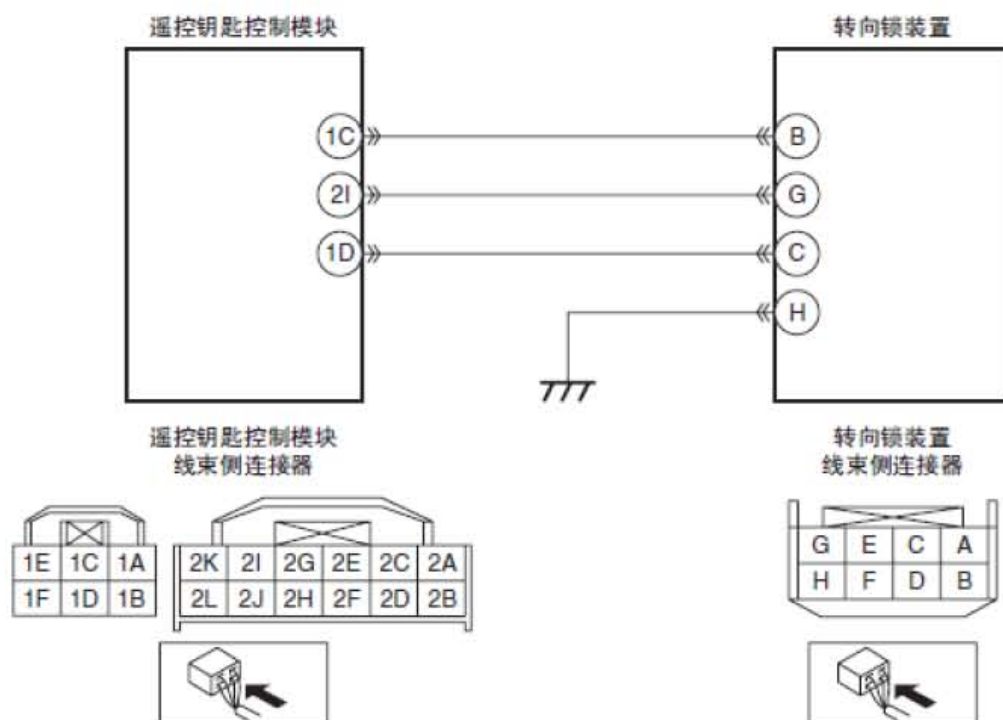 遥控钥匙控制模块 转向锁装置
1C B
2I G
1D C
H
遥控钥匙控制模块 转向锁装置
线束侧连接器 线束侧连接器
1E 1C 1A 2K 2I 2G 2E 2C 2A G E C A
1F 1D 1B 2L 2J 2H 2F 2D 2B H F D B